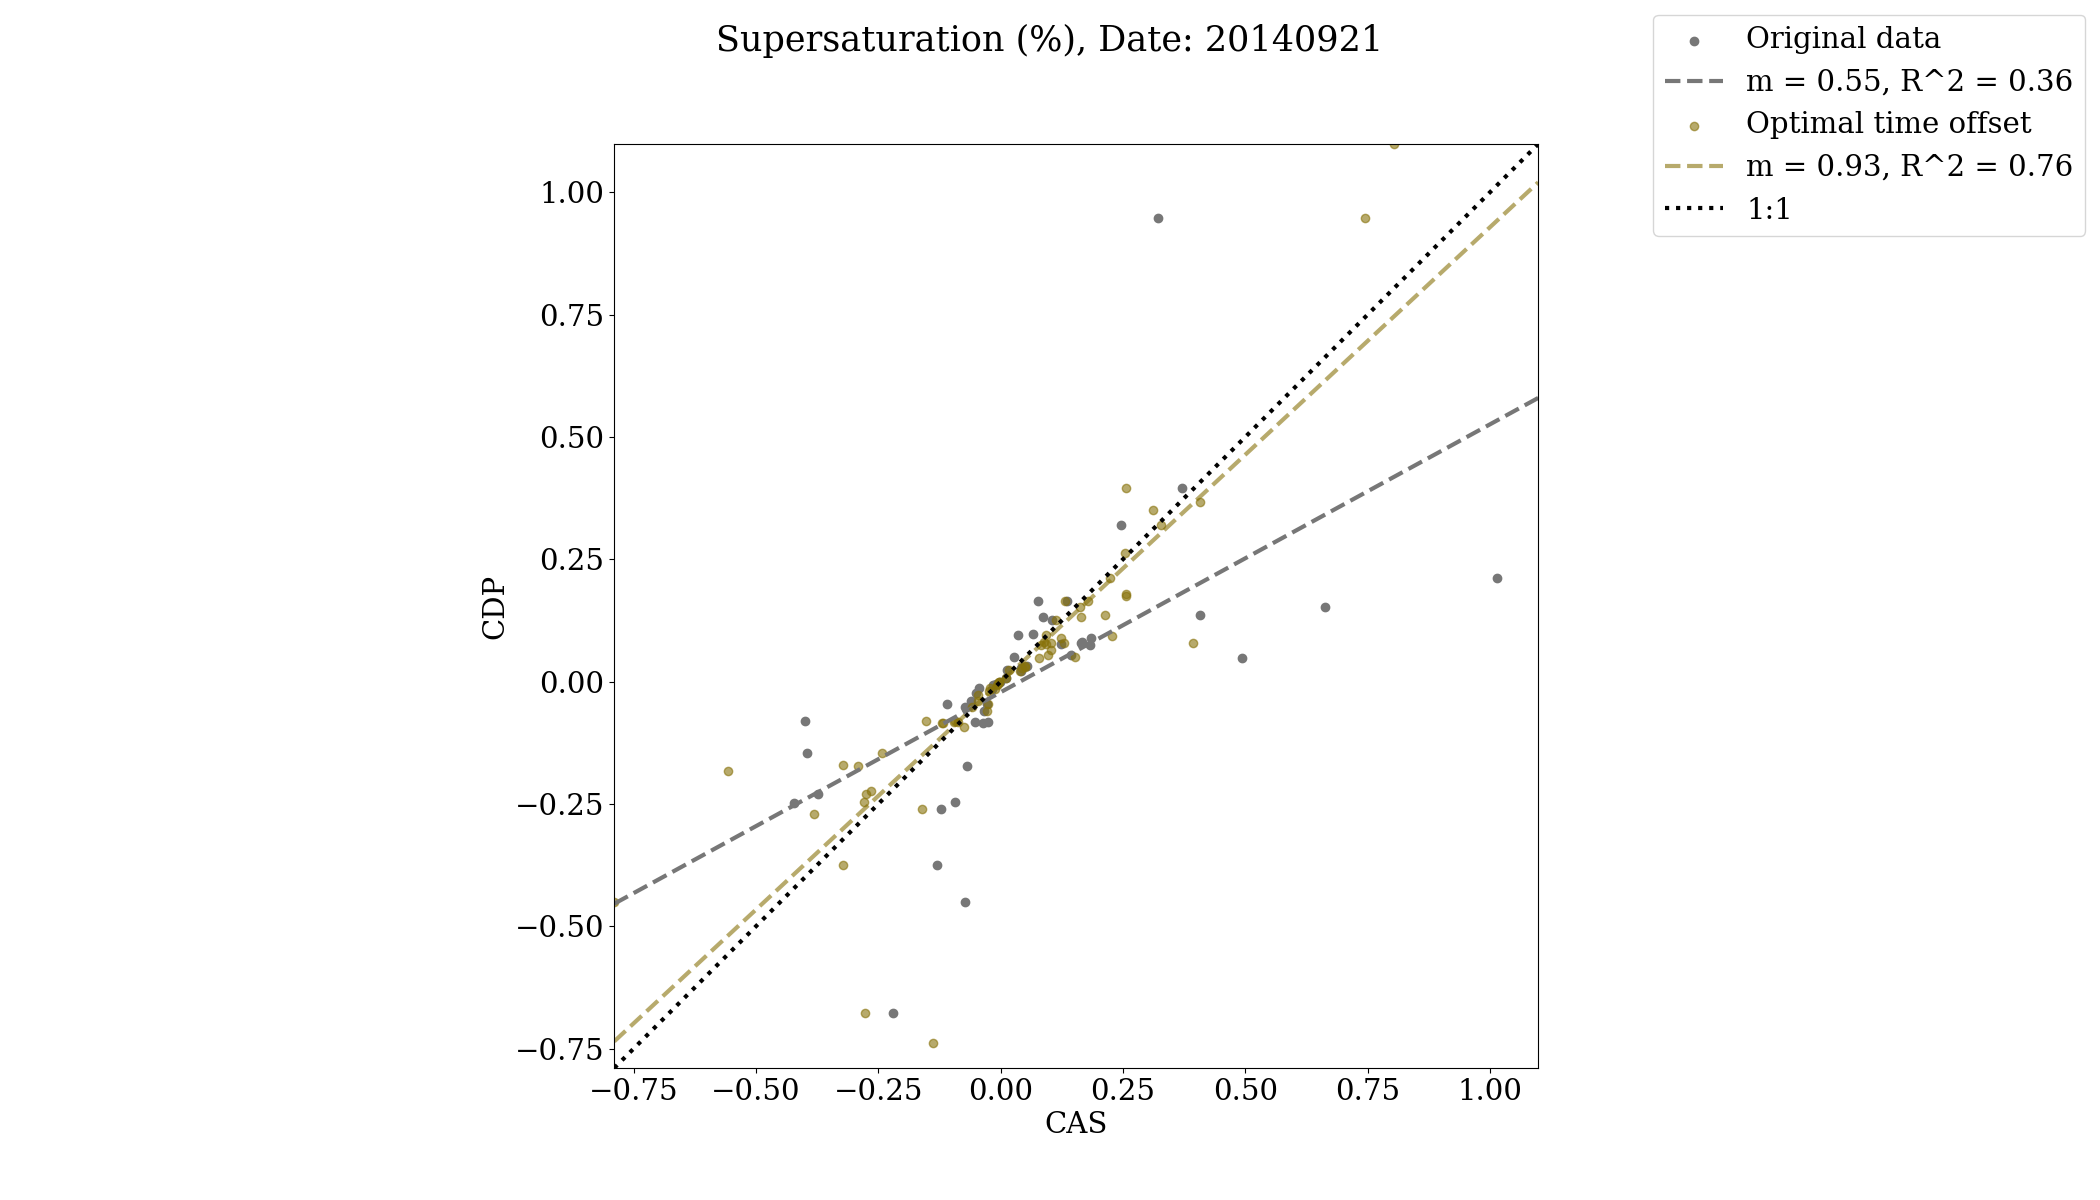 Supersaturation (%), Date: 20140921
Original data
m = 0.55, R^2 = 0.36
Optimal time offset
m = 0.93, R^2 = 0.76
1:1
1.00
0.75
0.50
0.25
0.00
−0.25
−0.50
−0.75
CDP
−0.75 −0.50 −0.25 0.00 0.25 0.50 0.75 1.00
CAS